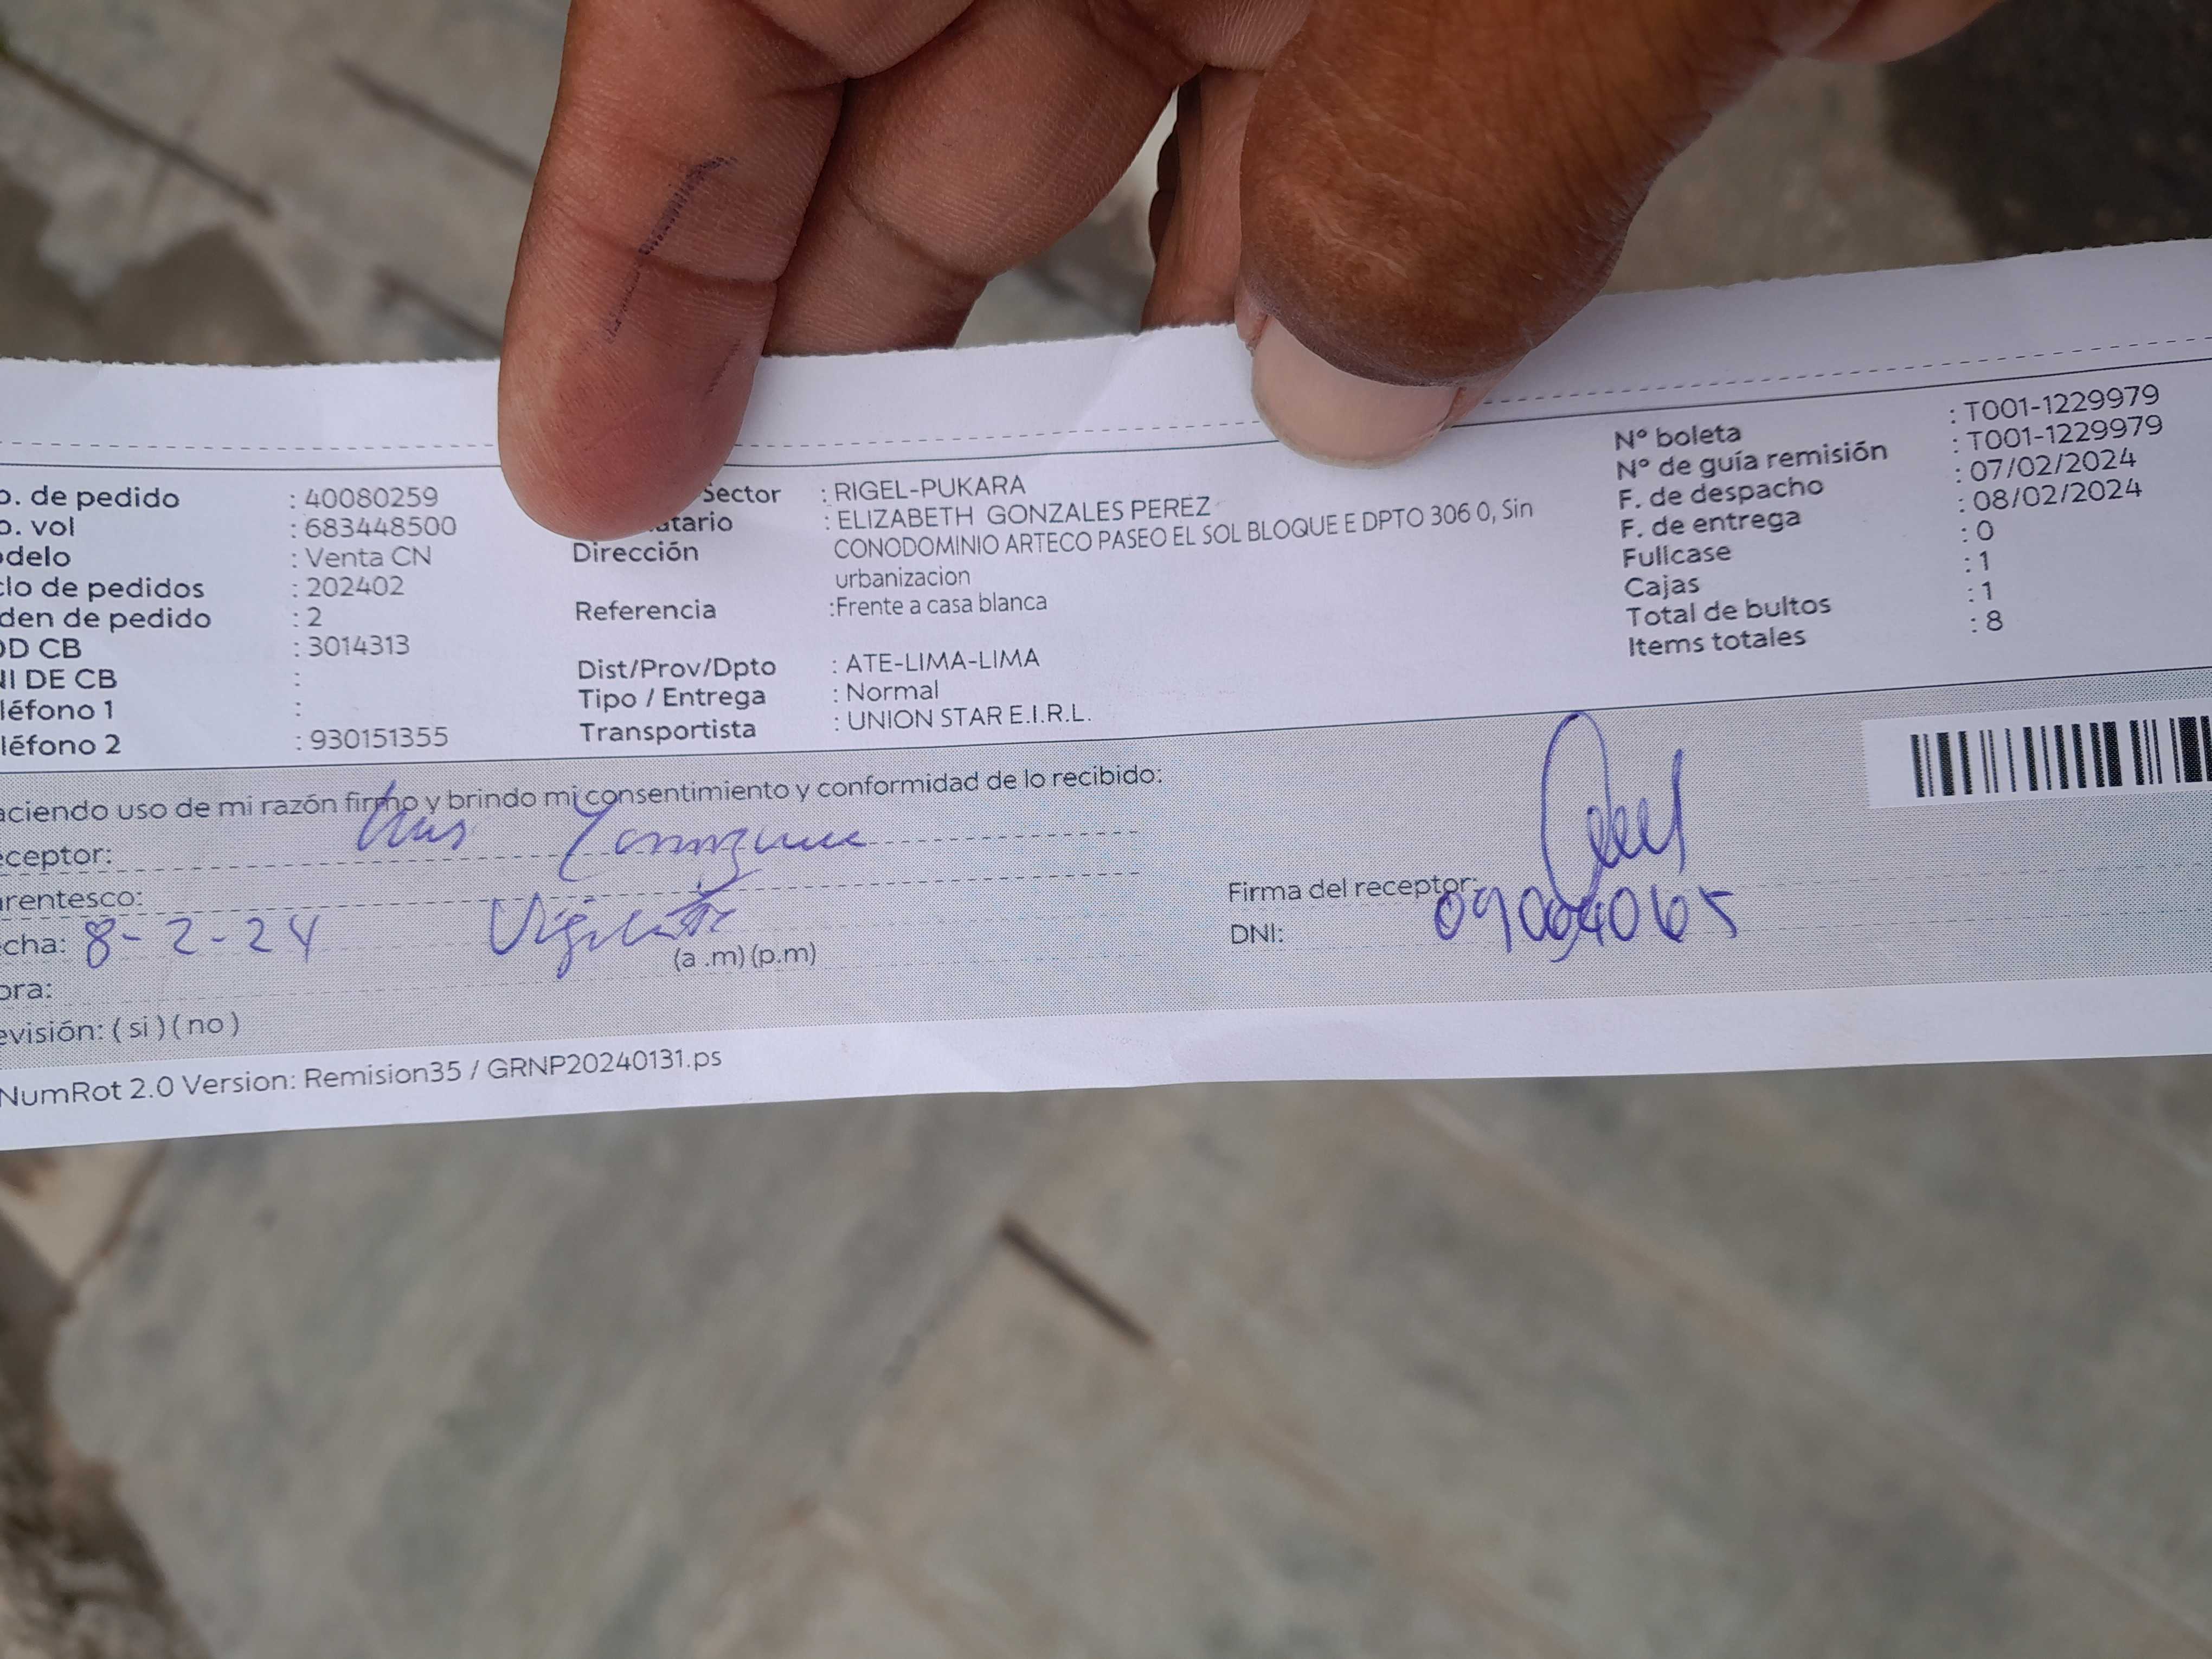 o. de pedido : 40080259
o. vol : 683448500
odelo : Venta CN
clo de pedidos : 202402
den de pedido : 2
OD CB : 3014313
NI DE CB :
léfono 1 :
léfono 2 : 930151355
Sector : RIGEL-PUKARA
atario : ELIZABETH GONZALES PEREZ
Dirección CONODOMINIO ARTECO PASEO EL SOL BLOQUE E DPTO 306 0, Sin
urbanizacion
Referencia :Frente a casa blanca
Dist/Prov/Dpto : ATE-LIMA-LIMA
Tipo / Entrega : Normal
Transportista : UNION STAR E.I.R.L.
N° boleta : T001-1229979
N° de guía remisión : T001-1229979
F. de despacho : 07/02/2024
F. de entrega : 08/02/2024
Fullcase : 0
Cajas : 1
Total de bultos : 1
Items totales : 8
aciendo uso de mi razón firmo y brindo mi consentimiento y conformidad de lo recibido:
eceptor:
arentesco:
echa: 8-2-24 Vigilante
(a .m) (p.m)
ora:
evisión: ( si ) ( no )
Firma del receptor:
DNI:
NumRot 2.0 Version: Remision35 / GRNP20240131.ps